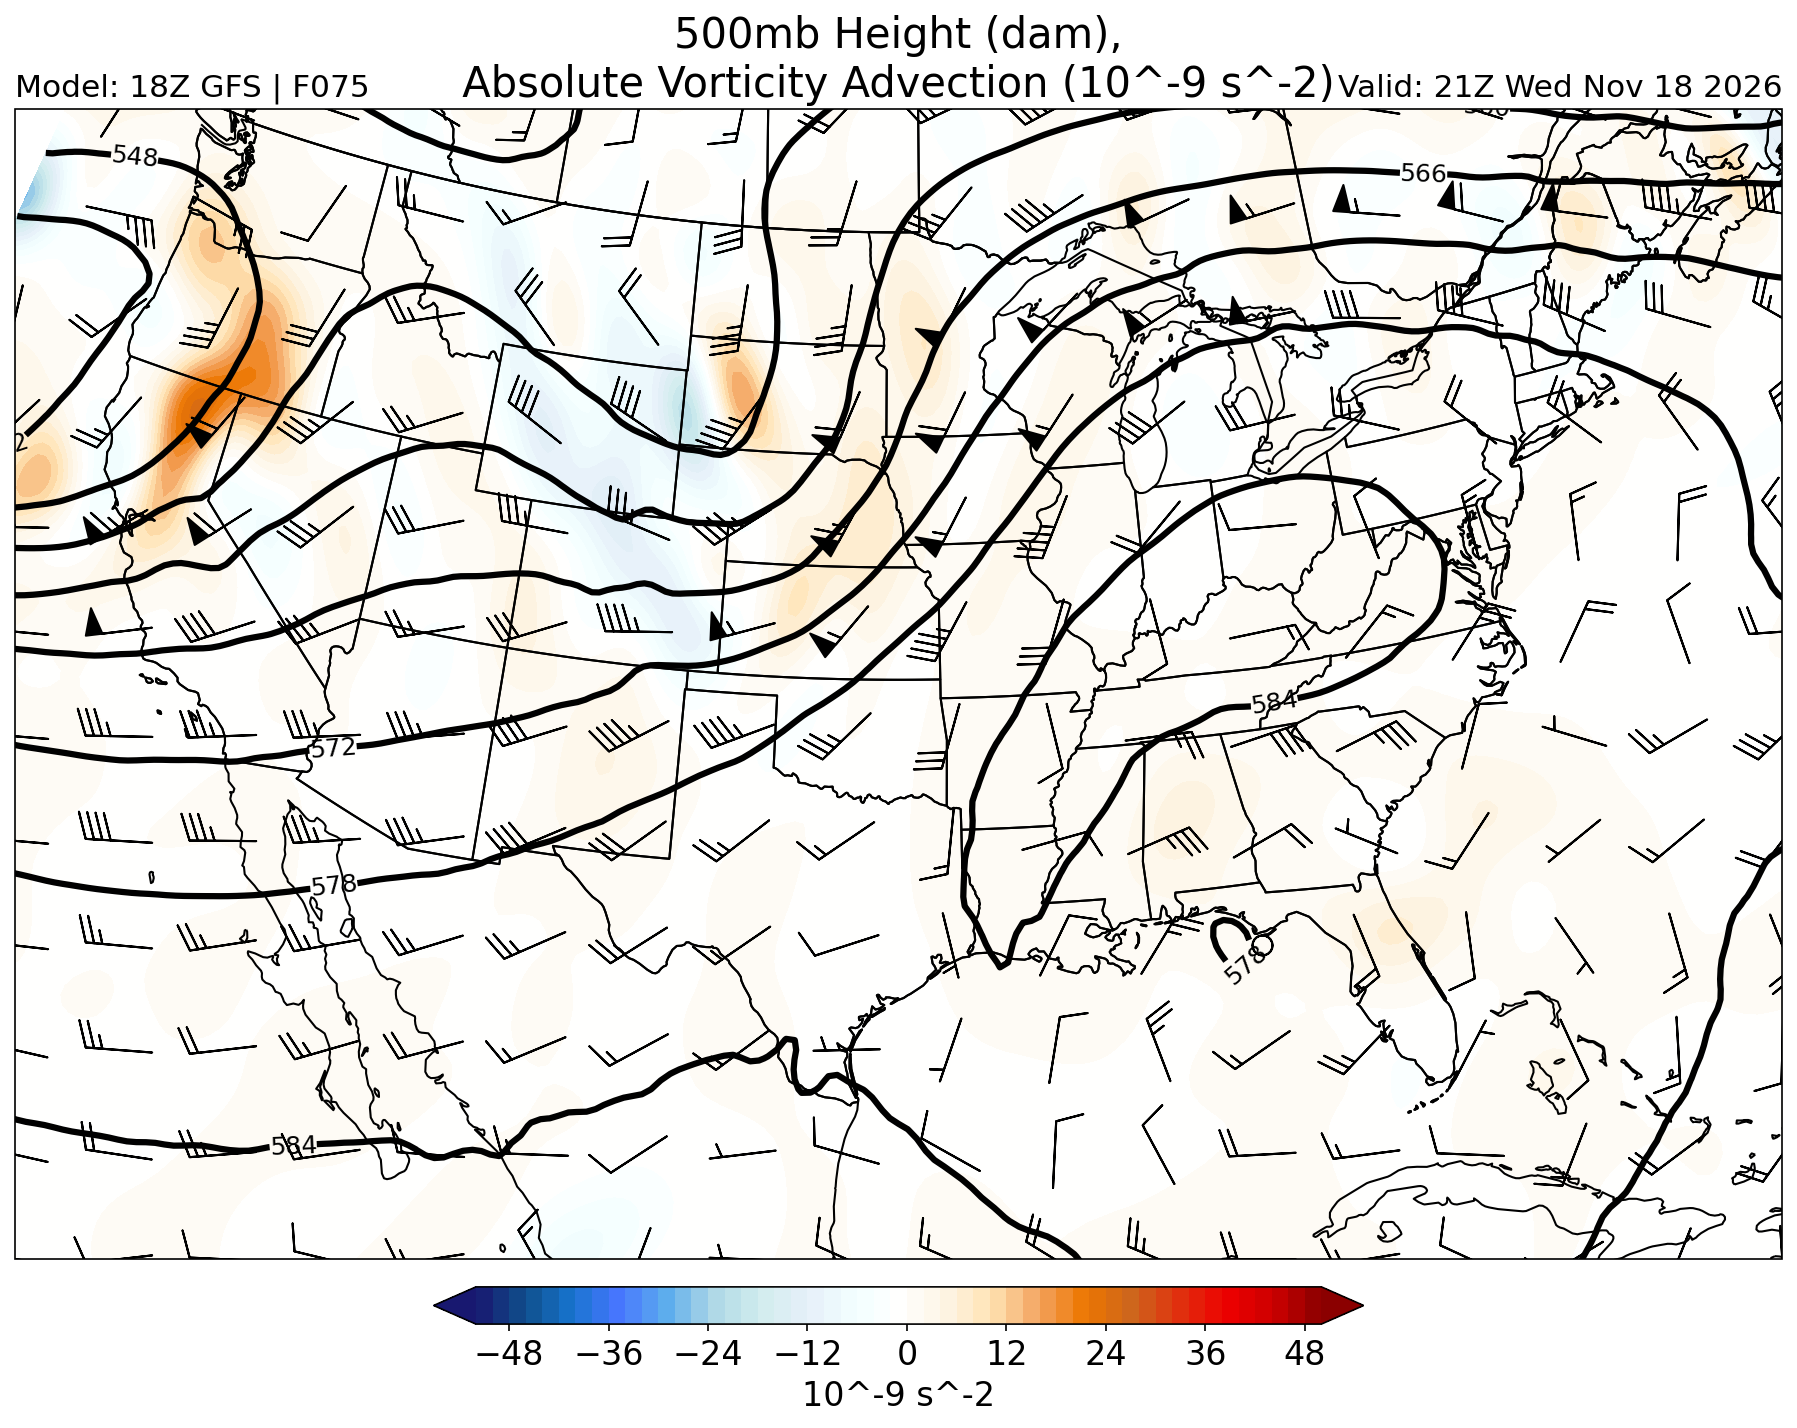 500mb Height (dam),
Model: 18Z GFS | F075
Absolute Vorticity Advection (10^-9 s^-2)
Valid: 21Z Wed Nov 18 2026
548
566
572
578
584
584
578
−48 −36 −24 −12 0 12 24 36 48
10^-9 s^-2